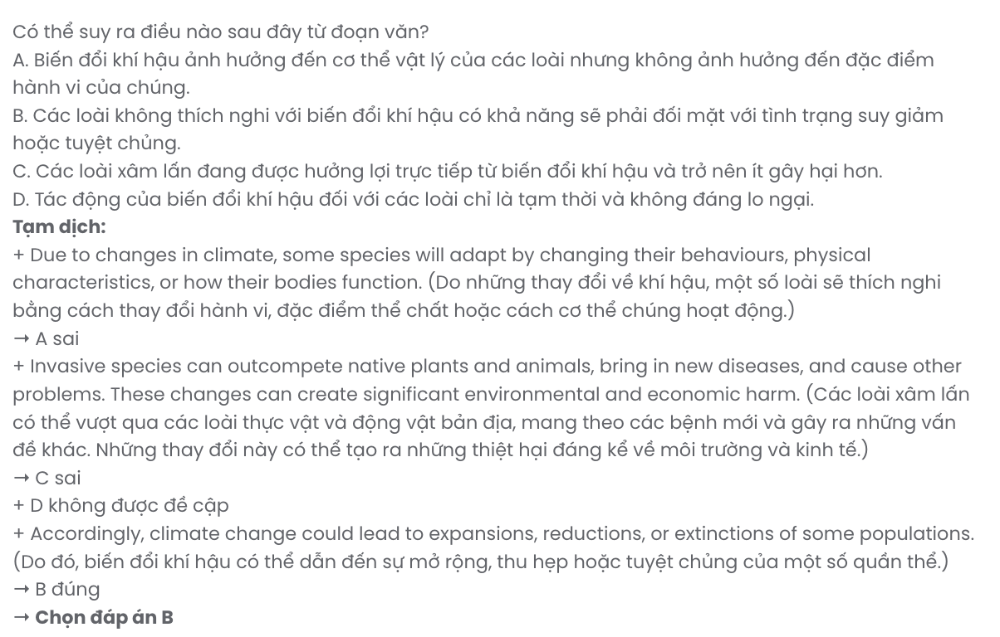 Có thể suy ra điều nào sau đây từ đoạn văn?
A. Biến đổi khí hậu ảnh hưởng đến cơ thể vật lý của các loài nhưng không ảnh hưởng đến đặc điểm
hành vi của chúng.
B. Các loài không thích nghi với biến đổi khí hậu có khả năng sẽ phải đối mặt với tình trạng suy giảm
hoặc tuyệt chủng.
C. Các loài xâm lấn đang được hưởng lợi trực tiếp từ biến đổi khí hậu và trở nên ít gây hại hơn.
D. Tác động của biến đổi khí hậu đối với các loài chỉ là tạm thời và không đáng lo ngại.
Tạm dịch:
+ Due to changes in climate, some species will adapt by changing their behaviours, physical
characteristics, or how their bodies function. (Do những thay đổi về khí hậu, một số loài sẽ thích nghi
bằng cách thay đổi hành vi, đặc điểm thể chất hoặc cách cơ thể chúng hoạt động.)
→ A sai
+ Invasive species can outcompete native plants and animals, bring in new diseases, and cause other
problems. These changes can create significant environmental and economic harm. (Các loài xâm lấn
có thể vượt qua các loài thực vật và động vật bản địa, mang theo các bệnh mới và gây ra những vấn
đề khác. Những thay đổi này có thể tạo ra những thiệt hại đáng kể về môi trường và kinh tế.)
→ C sai
+ D không được đề cập
+ Accordingly, climate change could lead to expansions, reductions, or extinctions of some populations.
(Do đó, biến đổi khí hậu có thể dẫn đến sự mở rộng, thu hẹp hoặc tuyệt chủng của một số quần thể.)
→ B đúng
→ Chọn đáp án B